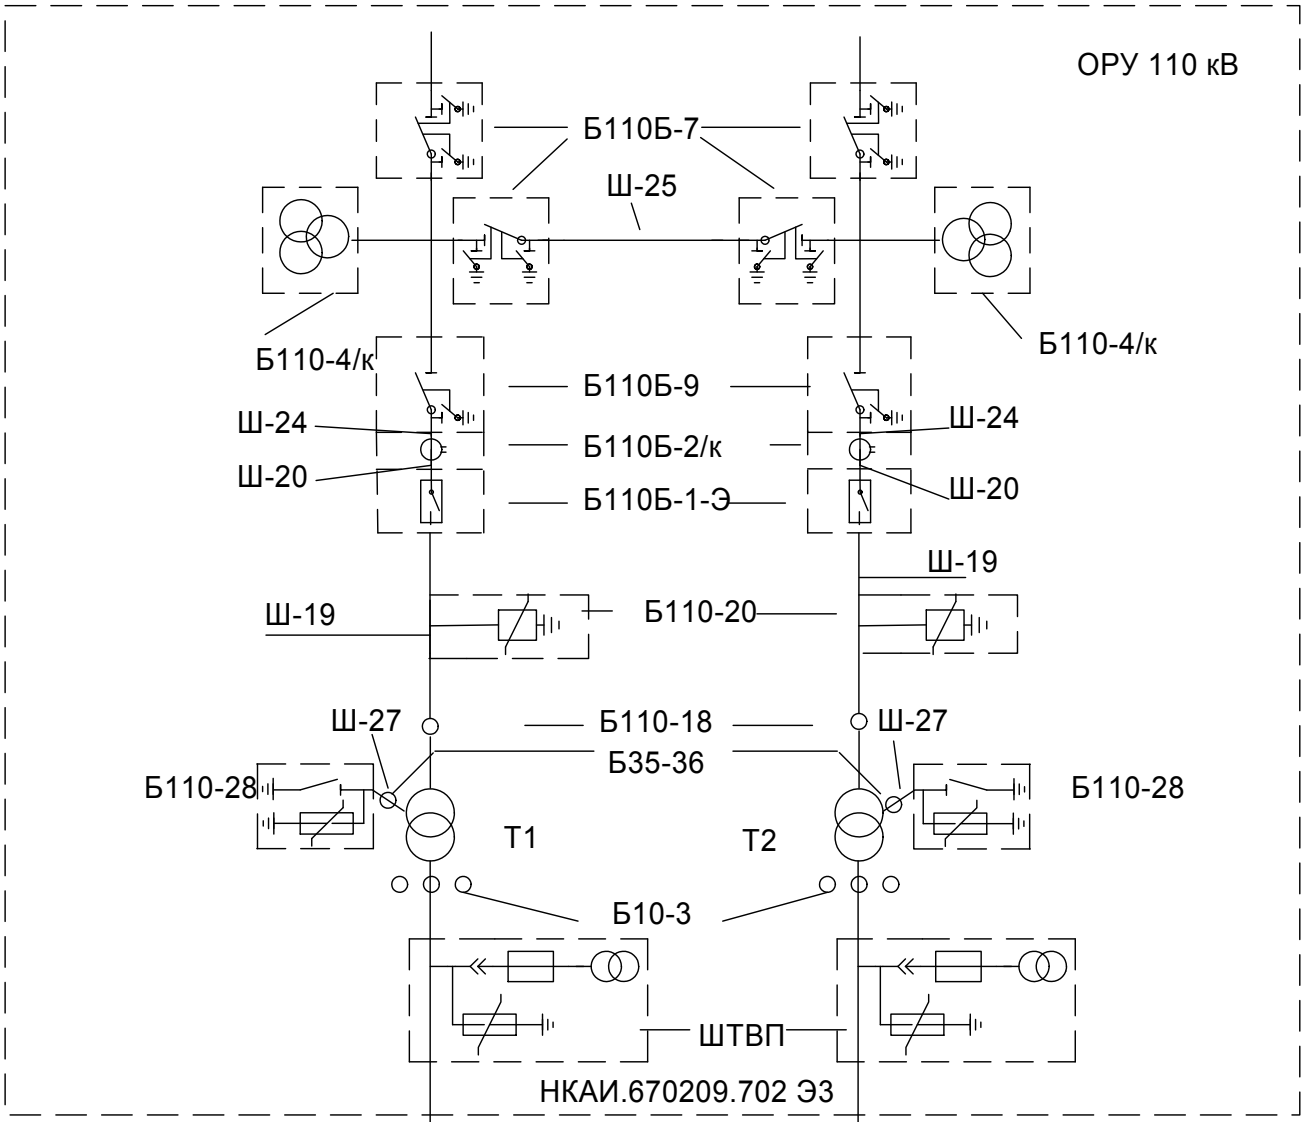 ОРУ 110 кВ
Б110Б-7
Ш-25
Б110-4/к
Б110-4/к
Б110Б-9
Ш-24
Ш-24
Б110Б-2/к
Ш-20
Ш-20
Б110Б-1-Э
Ш-19
Ш-19
Б110-20
Ш-27
Б110-18
Ш-27
Б35-36
Б110-28
Б110-28
Т1
Т2
Б10-3
ШТВП
НКАИ.670209.702 Э3